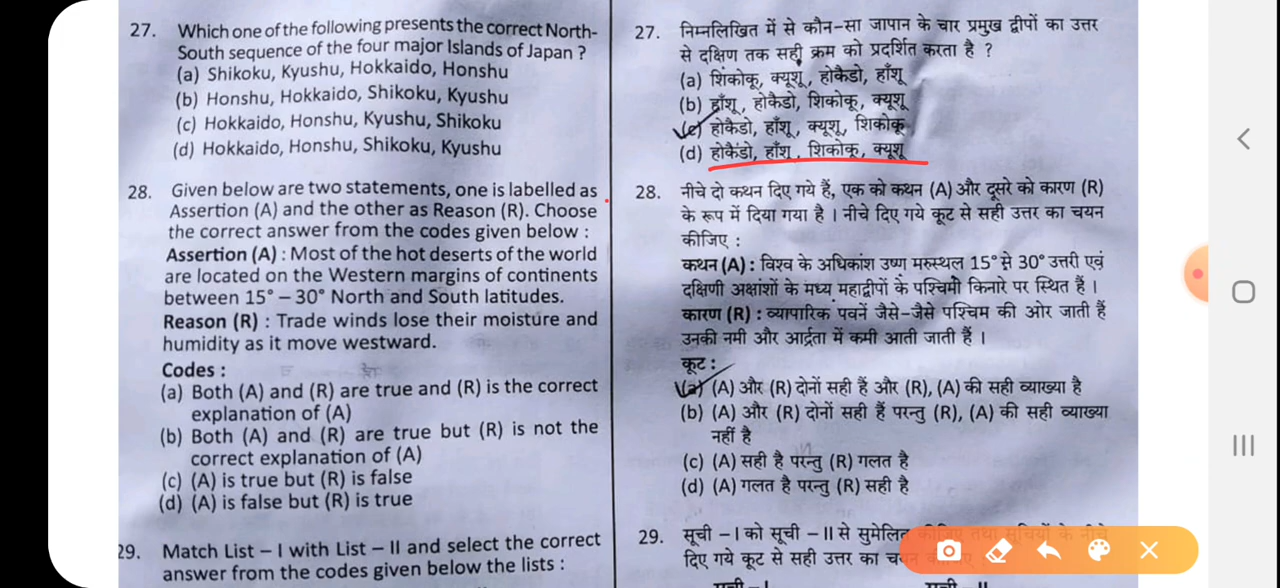 27. Which one of the following presents the correct North-
South sequence of the four major Islands of Japan ?
(a) Shikoku, Kyushu, Hokkaido, Honshu
(b) Honshu, Hokkaido, Shikoku, Kyushu
(c) Hokkaido, Honshu, Kyushu, Shikoku
(d) Hokkaido, Honshu, Shikoku, Kyushu
28. Given below are two statements, one is labelled as
Assertion (A) and the other as Reason (R). Choose
the correct answer from the codes given below :
Assertion (A) : Most of the hot deserts of the world
are located on the Western margins of continents
between 15° – 30° North and South latitudes.
Reason (R) : Trade winds lose their moisture and
humidity as it move westward.
Codes :
(a) Both (A) and (R) are true and (R) is the correct
explanation of (A)
(b) Both (A) and (R) are true but (R) is not the
correct explanation of (A)
(c) (A) is true but (R) is false
(d) (A) is false but (R) is true
29. Match List – I with List – II and select the correct
answer from the codes given below the lists :
27. निम्नलिखित में से कौन-सा जापान के चार प्रमुख द्वीपों का उत्तर
से दक्षिण तक सही क्रम को प्रदर्शित करता है ?
(a) शिकोकू, क्यूशू, होकैडो, हाँशू
(b) हाँशू, होकैडो, शिकोकू, क्यूशू
(c) होकैडो, हाँशू, क्यूशू, शिकोकू
(d) होकैडो, हाँशू, शिकोकू, क्यूशू
28. नीचे दो कथन दिए गये हैं, एक को कथन (A) और दूसरे को कारण (R)
के रूप में दिया गया है । नीचे दिए गये कूट से सही उत्तर का चयन
कीजिए :
कथन (A) : विश्व के अधिकांश उष्ण मरुस्थल 15° से 30° उत्तरी एवं
दक्षिणी अक्षांशों के मध्य महाद्वीपों के पश्चिमी किनारे पर स्थित हैं ।
कारण (R) : व्यापारिक पवनें जैसे-जैसे पश्चिम की ओर जाती हैं
उनकी नमी और आर्द्रता में कमी आती जाती हैं ।
कूट :
(a) (A) और (R) दोनों सही हैं और (R), (A) की सही व्याख्या है
(b) (A) और (R) दोनों सही हैं परन्तु (R), (A) की सही व्याख्या
नहीं है
(c) (A) सही है परन्तु (R) गलत है
(d) (A) गलत है परन्तु (R) सही है
29. सूची – I को सूची – II से सुमेलित कीजिए तथा सूचियों के नीचे
दिए गये कूट से सही उत्तर का